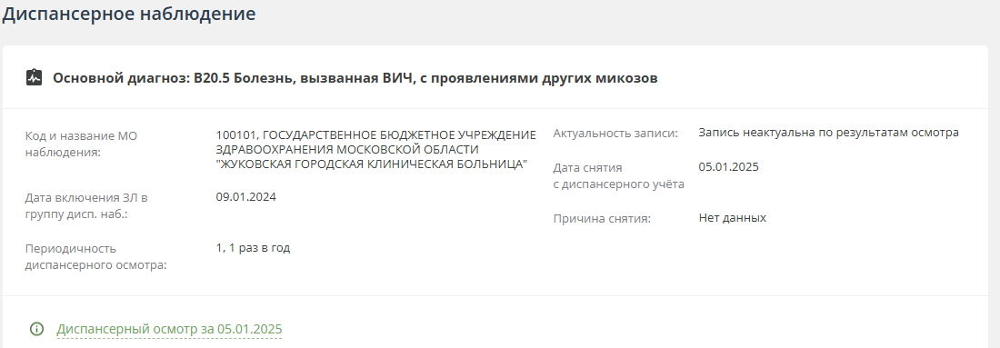 Диспансерное наблюдение
Основной диагноз: B20.5 Болезнь, вызванная ВИЧ, с проявлениями других микозов
Код и название МО
наблюдения:
100101, ГОСУДАРСТВЕННОЕ БЮДЖЕТНОЕ УЧРЕЖДЕНИЕ
ЗДРАВООХРАНЕНИЯ МОСКОВСКОЙ ОБЛАСТИ
"ЖУКОВСКАЯ ГОРОДСКАЯ КЛИНИЧЕСКАЯ БОЛЬНИЦА"
Дата включения ЗЛ в
группу дисп. наб.:
09.01.2024
Периодичность
диспансерного осмотра:
1, 1 раз в год
Актуальность записи:
Запись неактуальна по результатам осмотра
Дата снятия
с диспансерного учёта
05.01.2025
Причина снятия:
Нет данных
Диспансерный осмотр за 05.01.2025